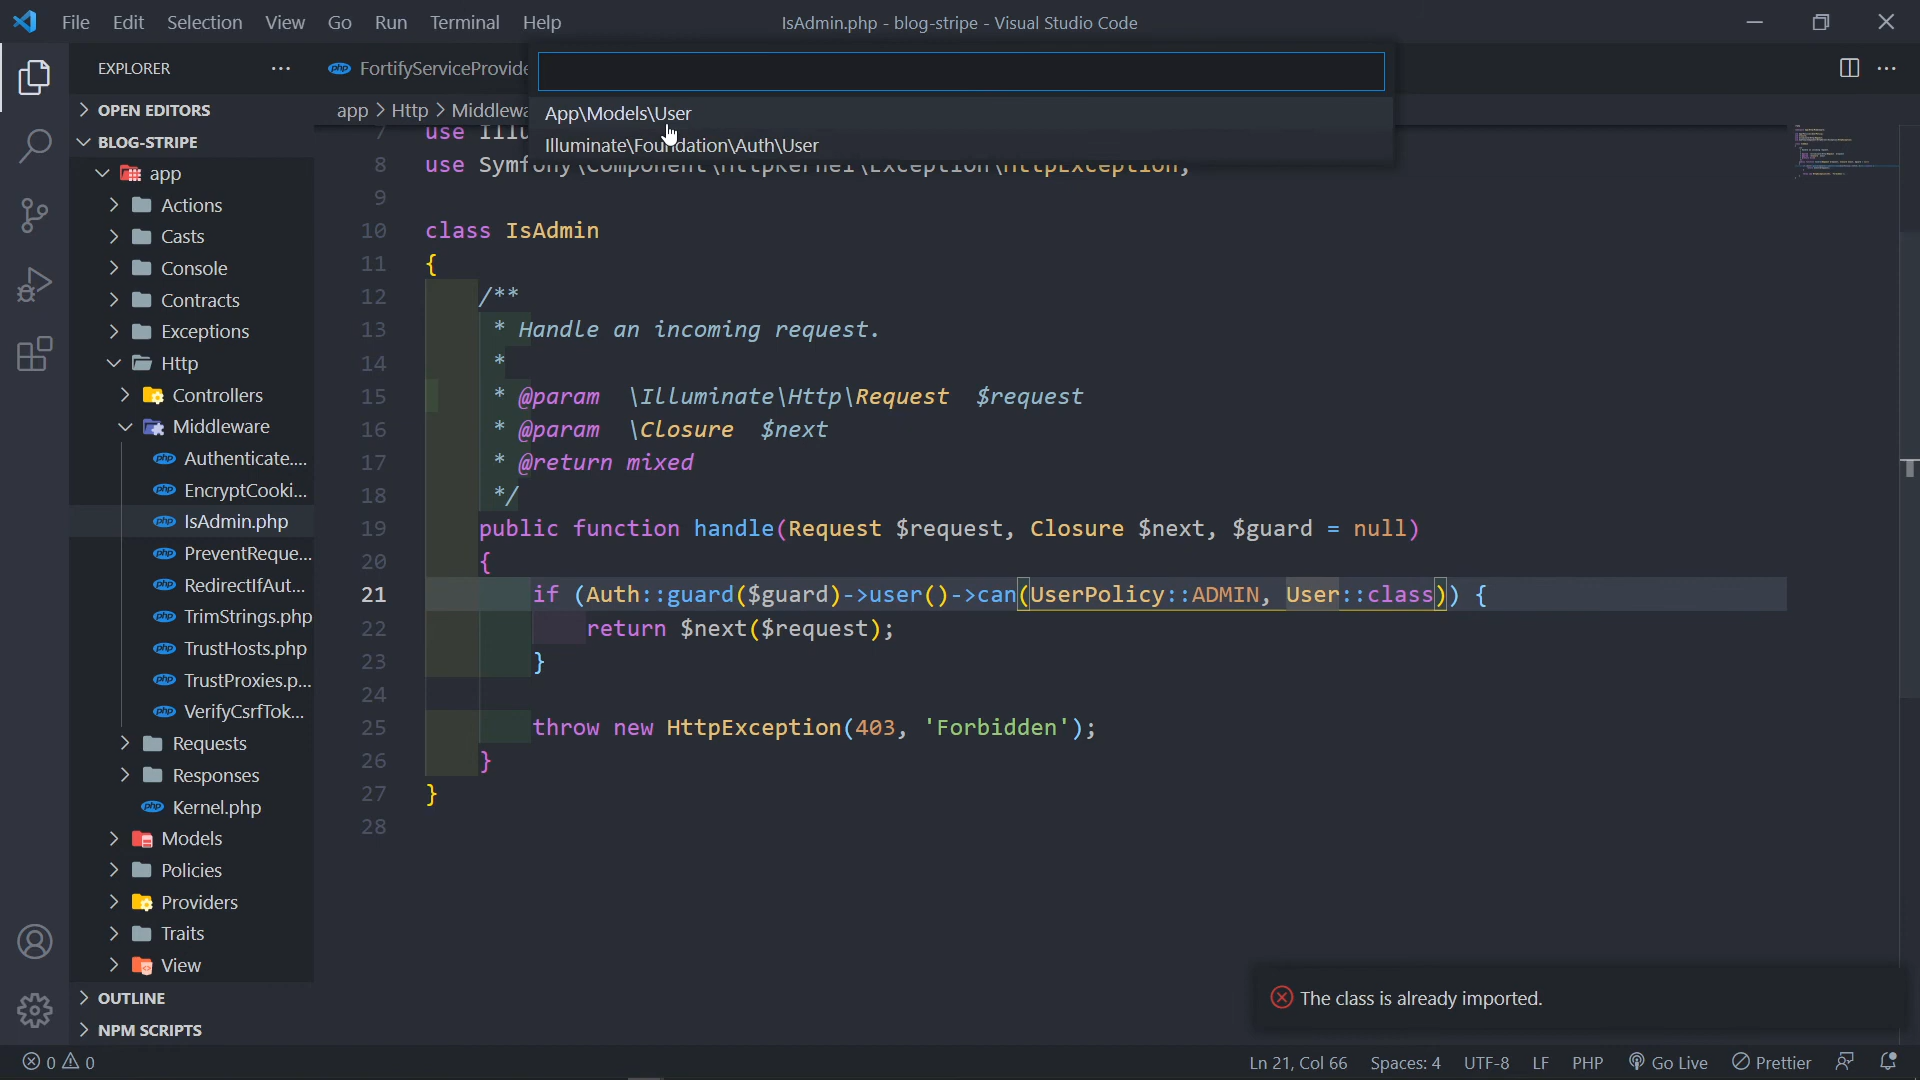 File Edit Selection View Go Run Terminal Help
IsAdmin.php - blog-stripe - Visual Studio Code
EXPLORER
OPEN EDITORS
BLOG-STRIPE
app
Actions
Casts
Console
Contracts
Exceptions
Http
Controllers
Middleware
Authenticate....
EncryptCooki...
IsAdmin.php
PreventReque...
RedirectIfAut...
TrimStrings.php
TrustHosts.php
TrustProxies.p...
VerifyCsrfTok...
Requests
Responses
Kernel.php
Models
Policies
Providers
Traits
View
OUTLINE
NPM SCRIPTS
FortifyServiceProvide
app > Http > Middlewa
App\Models\User
Illuminate\Foundation\Auth\User
7 use Illu
8 use Symfony\Component\HttpKernel\Exception\HttpException;
9
10 class IsAdmin
11 {
12 /**
13 * Handle an incoming request.
14 *
15 * @param \Illuminate\Http\Request $request
16 * @param \Closure $next
17 * @return mixed
18 */
19 public function handle(Request $request, Closure $next, $guard = null)
20 {
21 if (Auth::guard($guard)->user()->can(UserPolicy::ADMIN, User::class)) {
22 return $next($request);
23 }
24
25 throw new HttpException(403, 'Forbidden');
26 }
27 }
28
The class is already imported.
0 0
Ln 21, Col 66 Spaces: 4 UTF-8 LF PHP Go Live Prettier